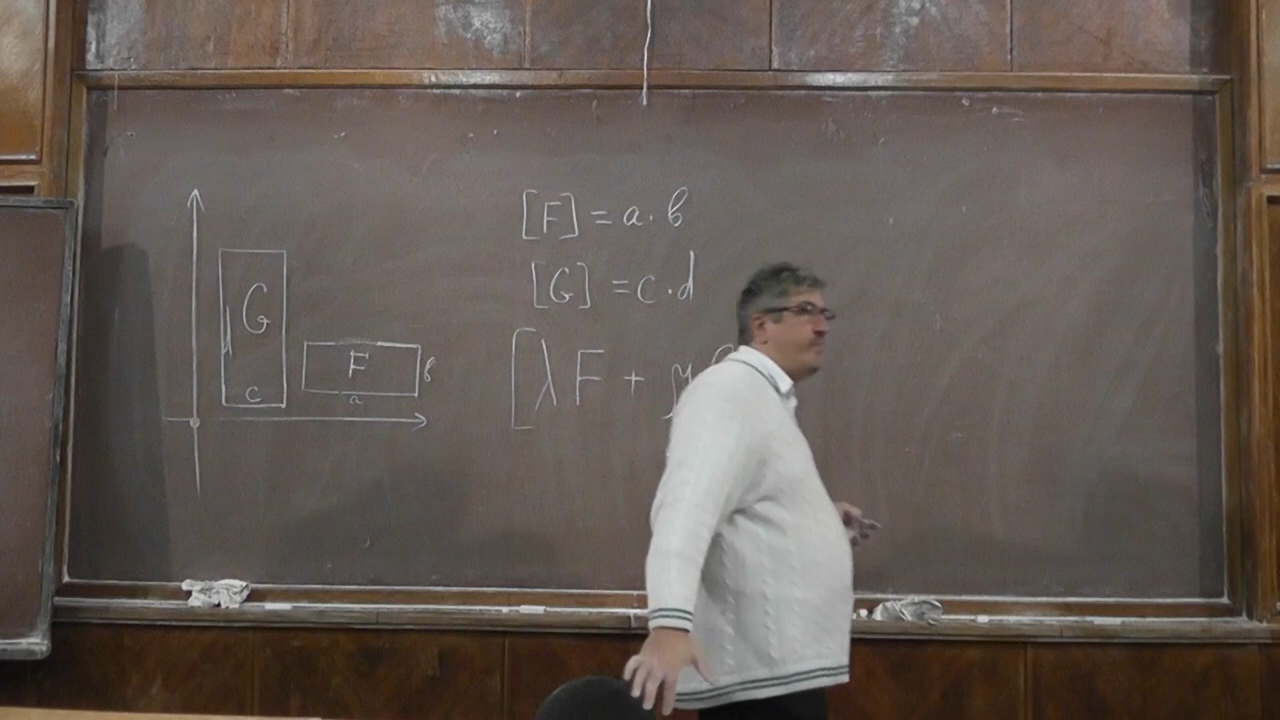 [F] = a · b
[G] = c · d
[λF + μ
G
F
b
c
a